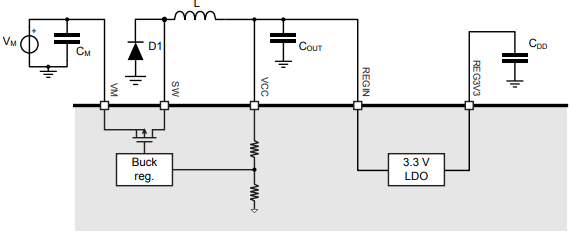 L
VM
+
CM
D1
COUT
CDD
VM
SW
VCC
REGIN
REG3V3
Buck
reg.
3.3 V
LDO